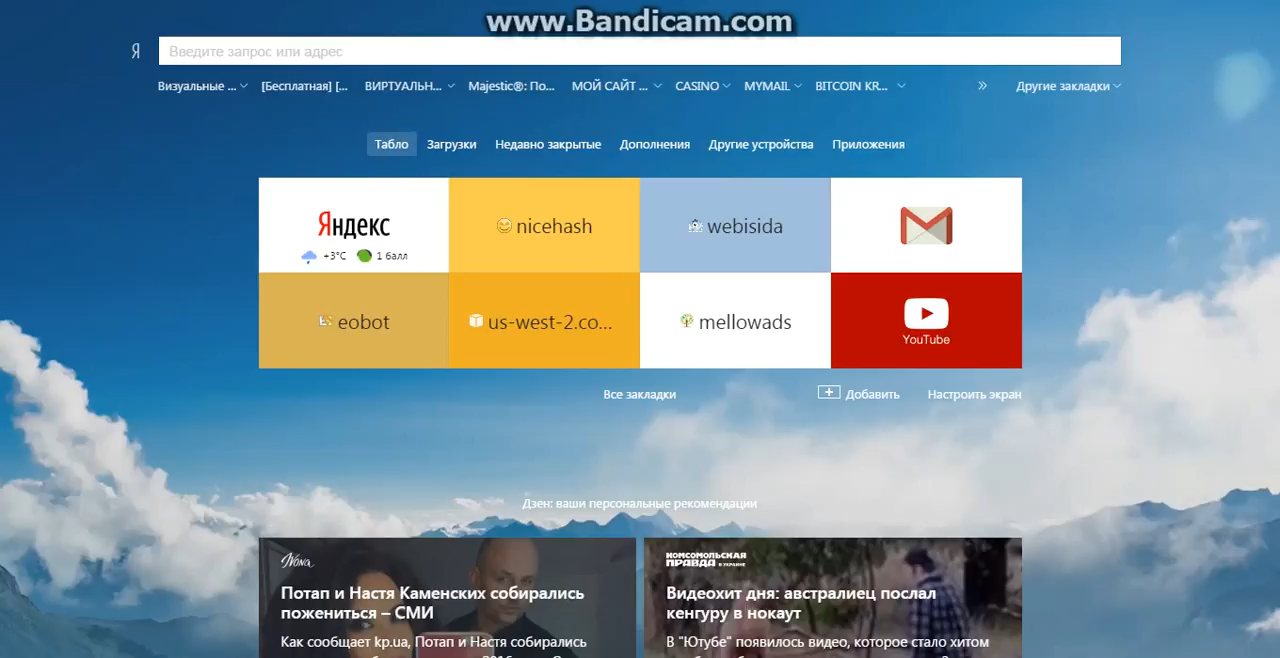 www.Bandicam.com
Я Введите запрос или адрес
Визуальные ... [Бесплатная] [... ВИРТУАЛЬН... Majestic®: По... МОЙ САЙТ ... CASINO MYMAIL BITCOIN KR... » Другие закладки
Табло Загрузки Недавно закрытые Дополнения Другие устройства Приложения
Яндекс
+3°C 1 балл
nicehash
webisida
eobot
us-west-2.co...
mellowads
YouTube
Все закладки Добавить Настроить экран
Дзен: ваши персональные рекомендации
Потап и Настя Каменских собирались
пожениться – СМИ
Как сообщает kp.ua, Потап и Настя собирались
КОМСОМОЛЬСКАЯ
ПРАВДА В УКРАИНЕ
Видеохит дня: австралиец послал
кенгуру в нокаут
В "Ютубе" появилось видео, которое стало хитом